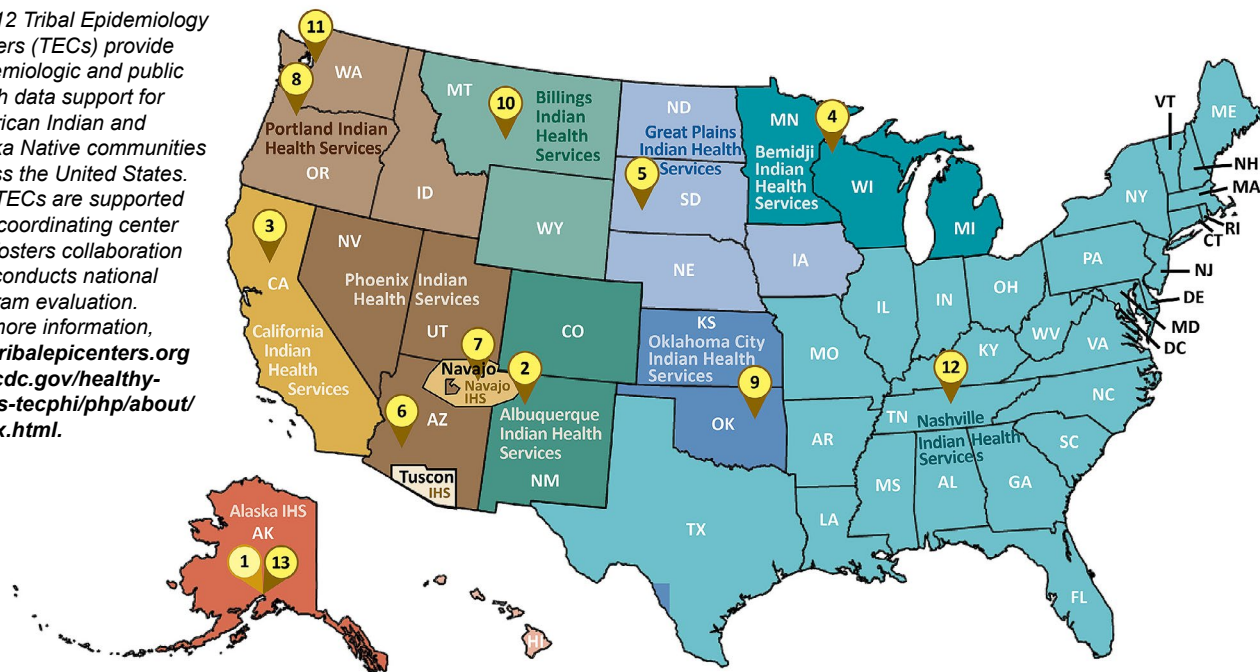 12 Tribal Epidemiology
ers (TECs) provide
emiologic and public
h data support for
rican Indian and
ka Native communities
ss the United States.
TECs are supported
coordinating center
osters collaboration
conducts national
ram evaluation.
more information,
tribalepicenters.org
cdc.gov/healthy-
s-tecphi/php/about/
x.html.
11
WA
8
Portland Indian
Health Services
OR
ID
MT
10
Billings
Indian
Health
Services
WY
ND
Great Plains
Indian Health
Services
5
SD
NE
IA
MN
4
Bemidji
Indian
Health
Services
WI
MI
VT
ME
NH
MA
NY
RI
CT
PA
NJ
DE
MD
DC
3
CA
California
Indian
Health
Services
NV
Phoenix Indian
Health Services
UT
7
Navajo
Navajo
IHS
2
6
AZ
Tuscon
IHS
CO
Albuquerque
Indian Health
Services
NM
KS
Oklahoma City
Indian Health
Services
9
OK
TX
IL
IN
OH
MO
KY
WV
VA
12
TN
Nashville
Indian Health
Services
NC
SC
AR
MS
AL
GA
LA
FL
Alaska IHS
AK
1
13
HI